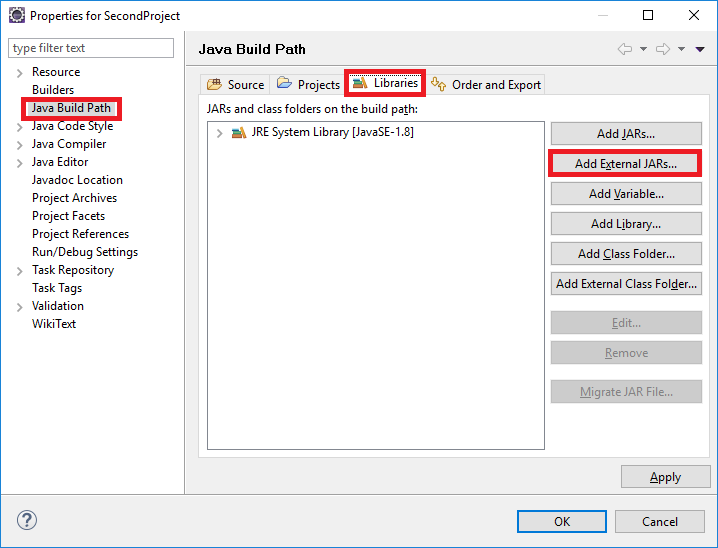 Properties for SecondProject
type filter text
Resource
Builders
Java Build Path
Java Code Style
Java Compiler
Java Editor
Javadoc Location
Project Archives
Project Facets
Project References
Run/Debug Settings
Task Repository
Task Tags
Validation
WikiText
Java Build Path
Source Projects Libraries Order and Export
JARs and class folders on the build path:
JRE System Library [JavaSE-1.8]
Add JARs...
Add External JARs...
Add Variable...
Add Library...
Add Class Folder...
Add External Class Folder...
Edit...
Remove
Migrate JAR File...
Apply
?
OK Cancel